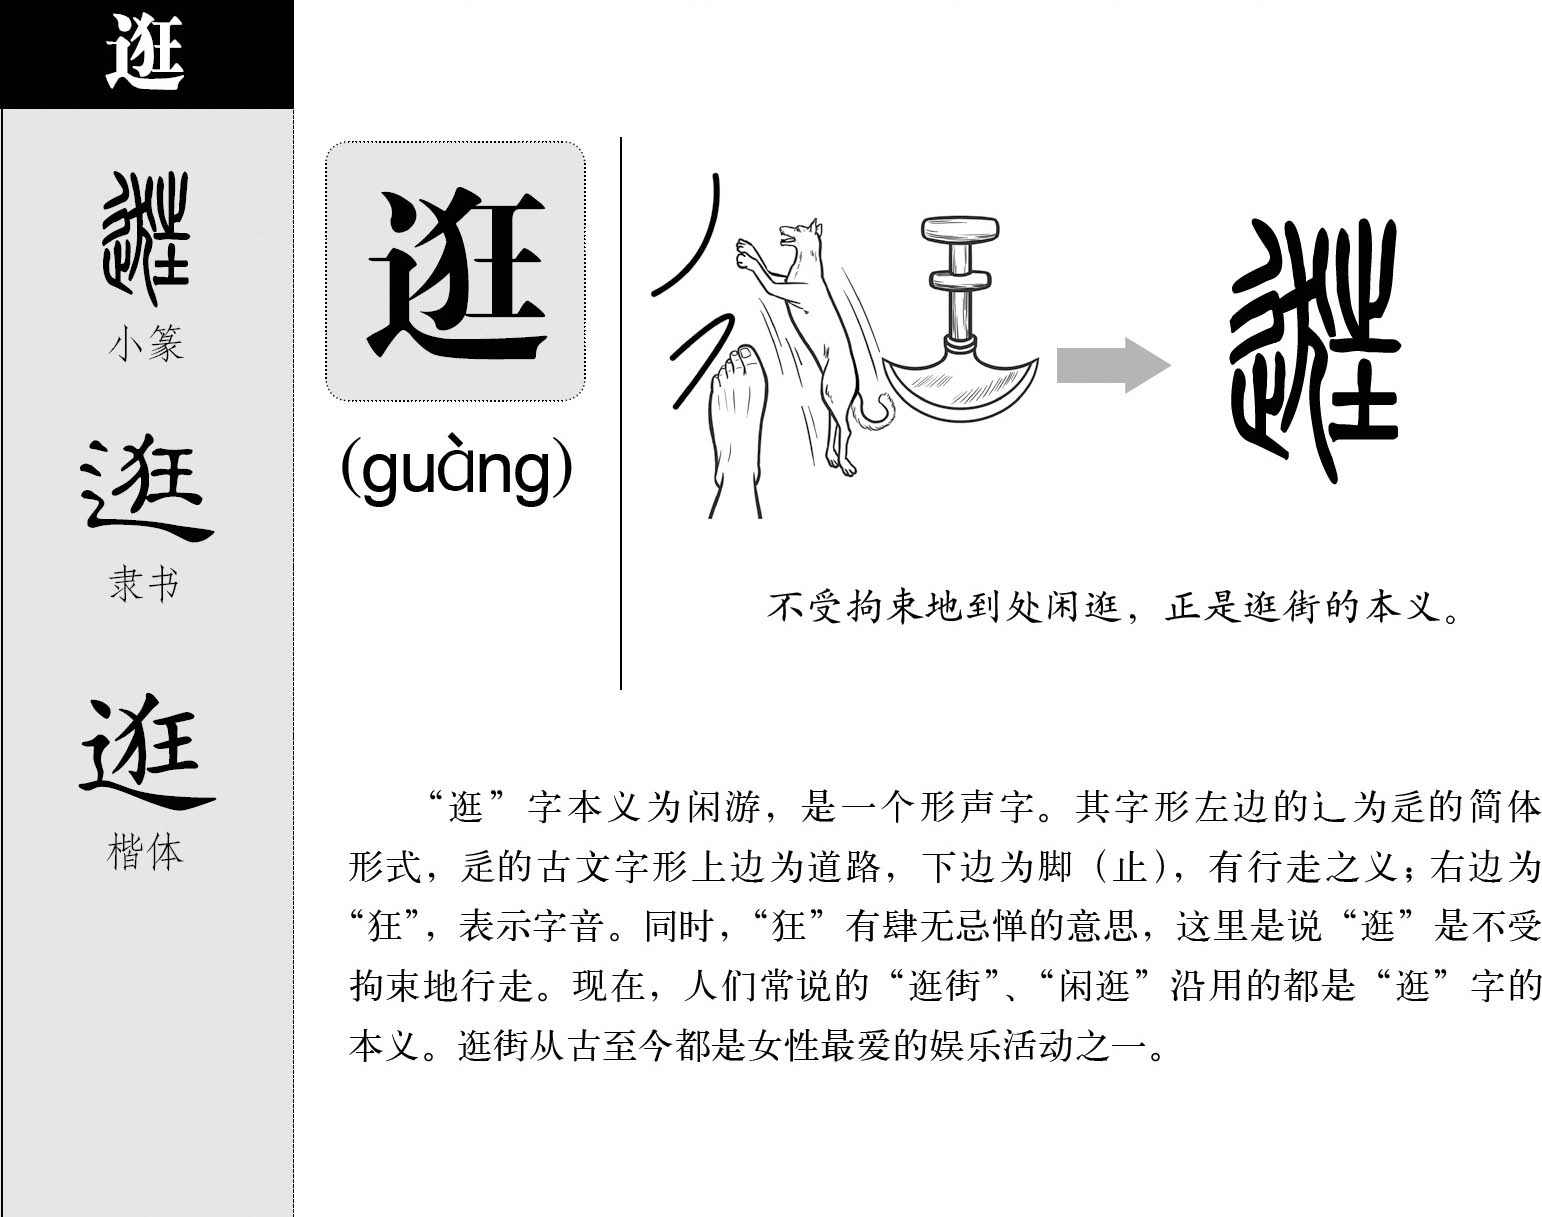 逛
逛
小篆
逛
隶书
逛
楷体
逛
(guàng)
逛
不受拘束地到处闲逛，正是逛街的本义。
“逛”字本义为闲游，是一个形声字。其字形左边的辶为辵的简体
形式，辵的古文字形上边为道路，下边为脚（止），有行走之义；右边为
“狂”，表示字音。同时，“狂”有肆无忌惮的意思，这里是说“逛”是不受
拘束地行走。现在，人们常说的“逛街”、“闲逛”沿用的都是“逛”字的
本义。逛街从古至今都是女性最爱的娱乐活动之一。